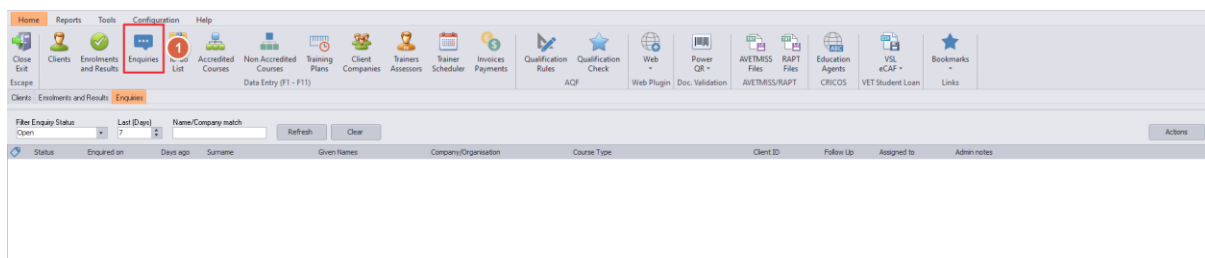 Home Reports Tools Configuration Help
Close Exit Clients Enrolments and Results Enquiries 1 List Accredited Courses Non Accredited Courses Training Plans Client Companies Trainers Assessors Trainer Scheduler Invoices Payments Qualification Rules Qualification Check Web Power QR AVETMISS Files RAPT Files Education Agents VSL eCAF Bookmarks
Escape Data Entry (F1 - F11) AQF Web Plugin Doc. Validation AVETMISS/RAPT CRICOS VET Student Loan Links
Clients Enrolments and Results Enquiries
Filter Enquiry Status Last (Days) Name/Company match
Open 7 Refresh Clear Actions
Status Enquired on Days ago Surname Given Names Company/Organisation Course Type Client ID Follow Up Assigned to Admin notes